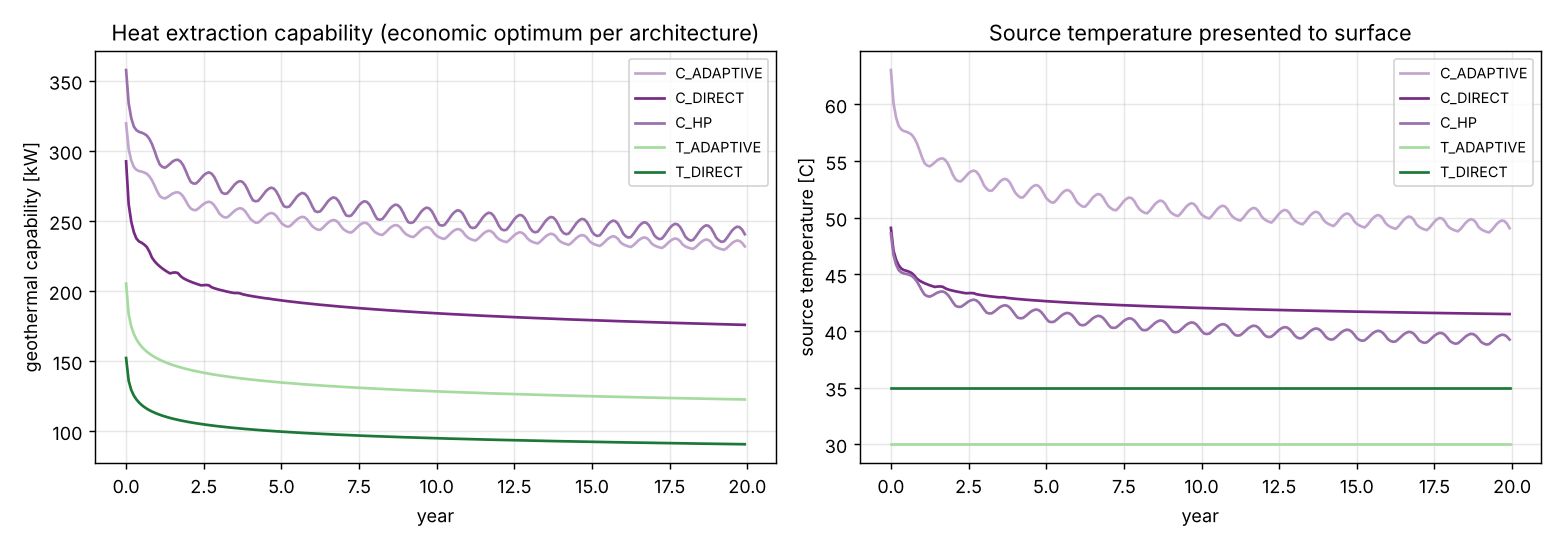 Heat extraction capability (economic optimum per architecture)
geothermal capability [kW]
350
300
250
200
150
100
C_ADAPTIVE
C_DIRECT
C_HP
T_ADAPTIVE
T_DIRECT
0.0 2.5 5.0 7.5 10.0 12.5 15.0 17.5 20.0
year
Source temperature presented to surface
source temperature [C]
60
55
50
45
40
35
30
C_ADAPTIVE
C_DIRECT
C_HP
T_ADAPTIVE
T_DIRECT
0.0 2.5 5.0 7.5 10.0 12.5 15.0 17.5 20.0
year